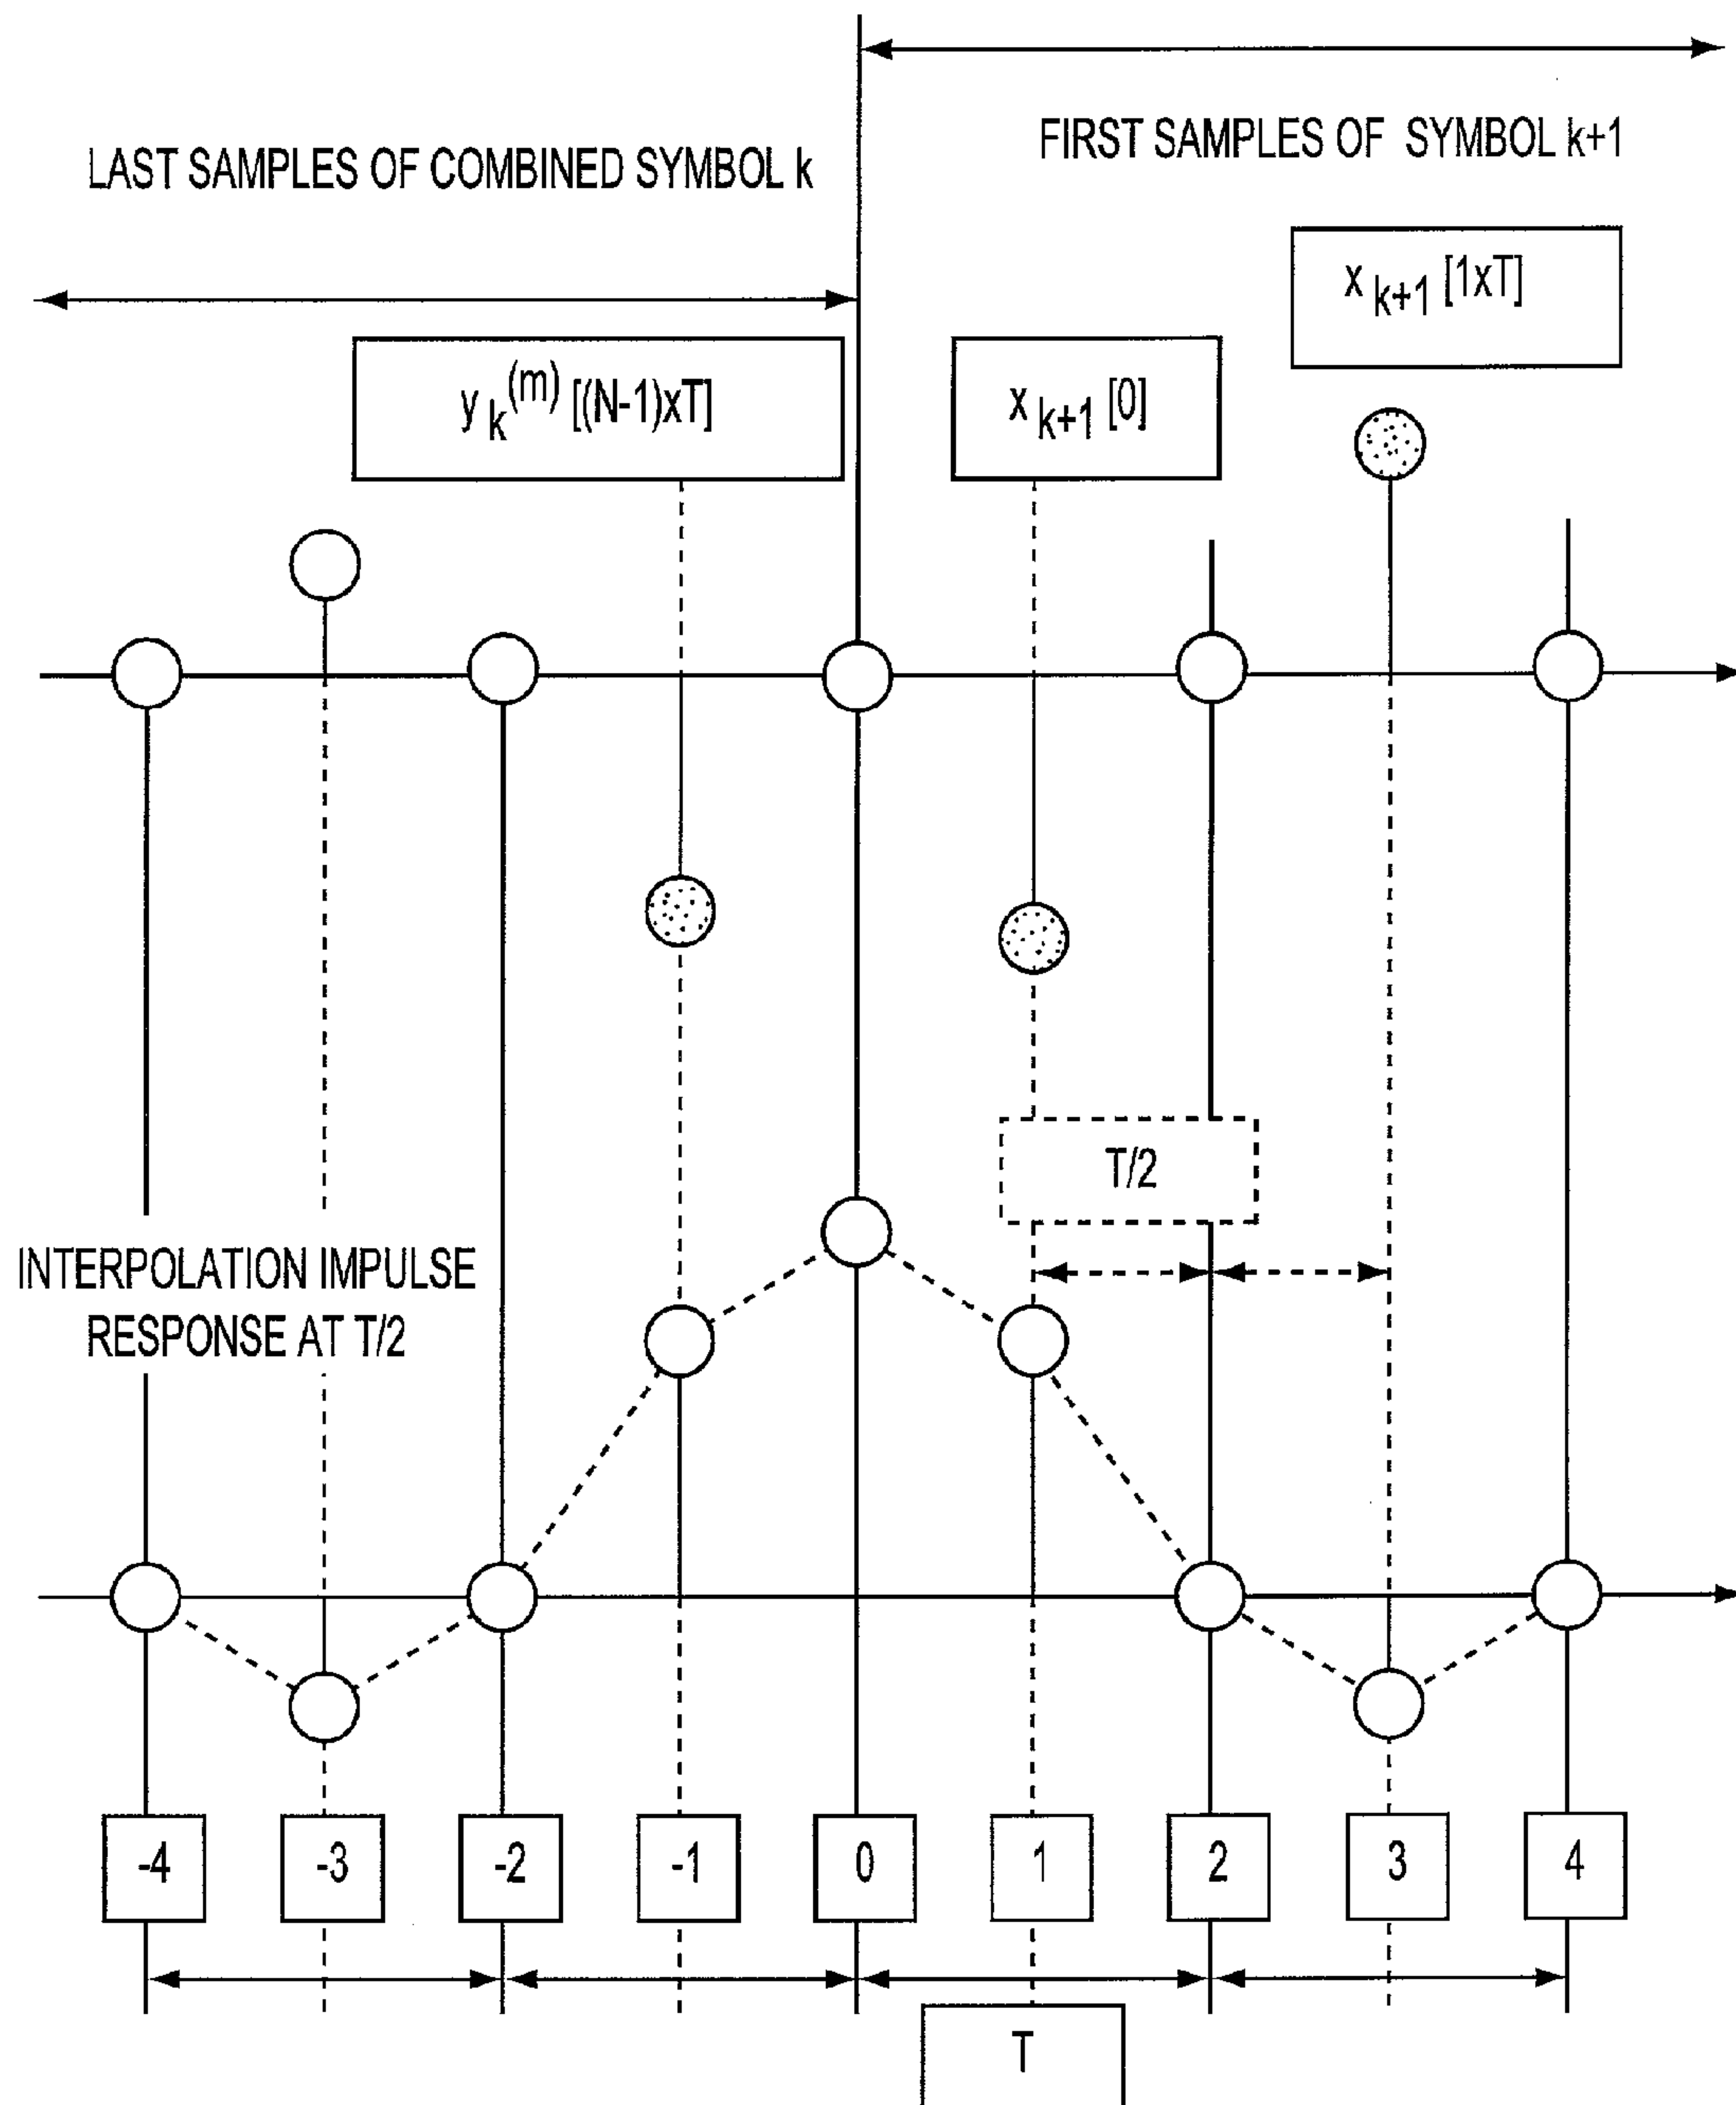 FIRST SAMPLES OF SYMBOL k+1
LAST SAMPLES OF COMBINED SYMBOL k
x k+1 [1xT]
y k (m) [(N-1)xT]
x k+1 [0]
T/2
INTERPOLATION IMPULSE
RESPONSE AT T/2
-4 -3 -2 -1 0 1 2 3 4
T